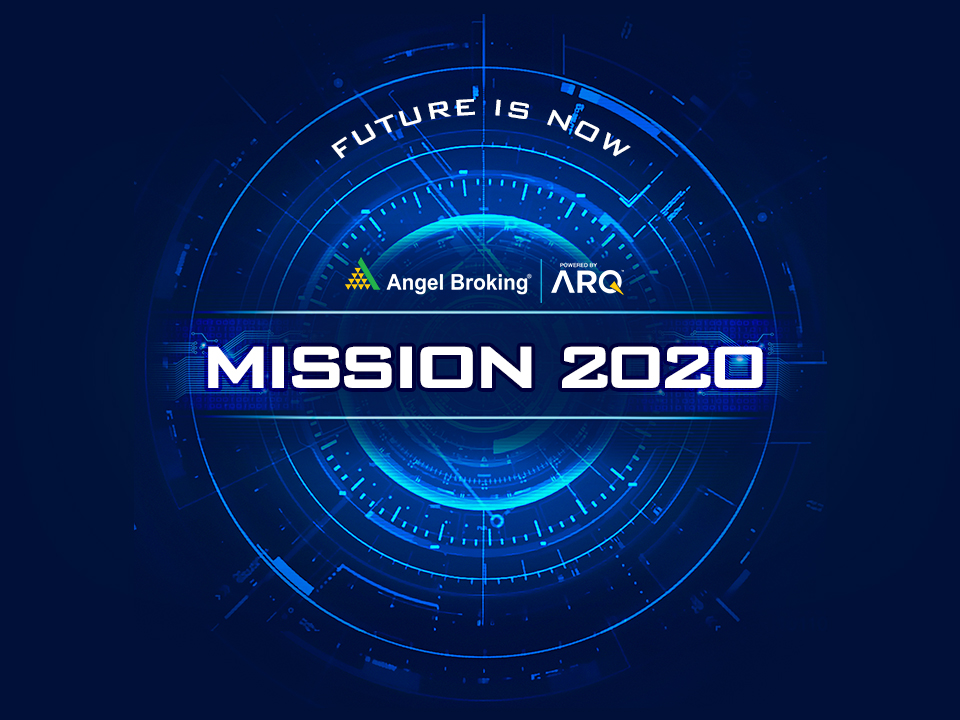 FUTURE IS NOW
Angel Broking®
POWERED BY
ARQ
MISSION 2020